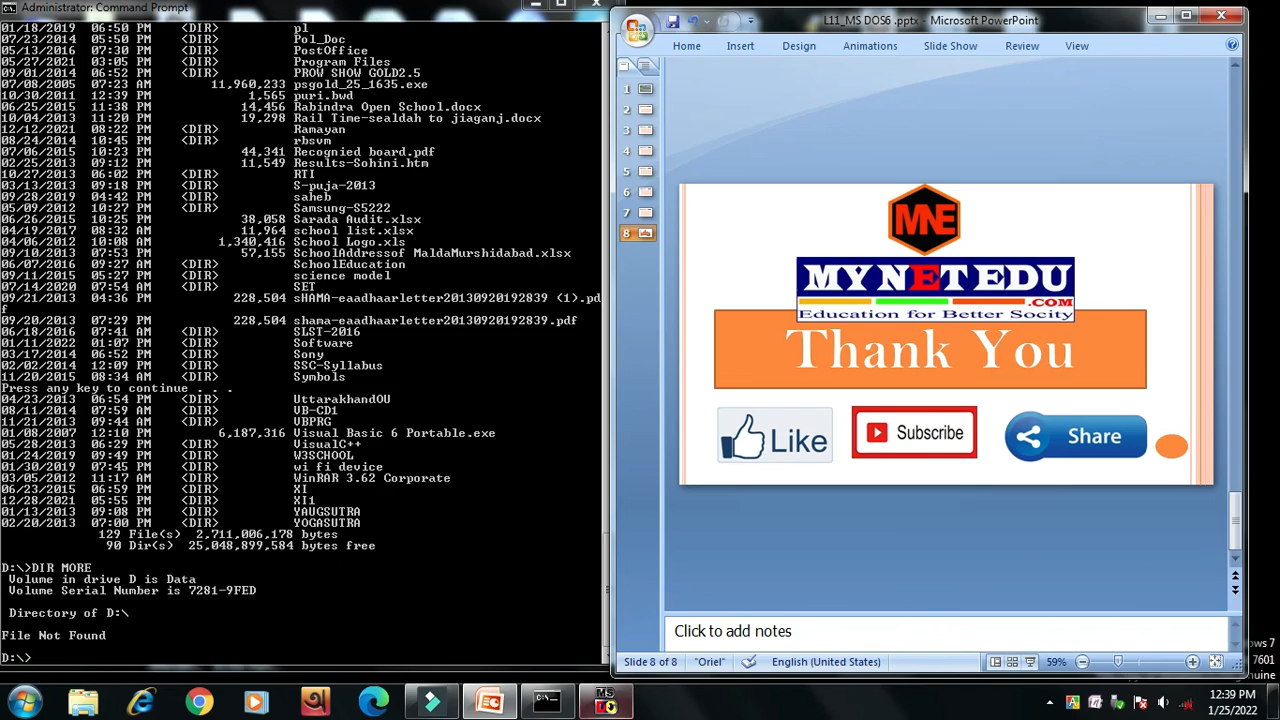 Administrator: Command Prompt
01/18/2019  06:50 PM    <DIR>          pl
07/23/2014  05:50 PM    <DIR>          Pol_Doc
05/13/2016  07:30 PM    <DIR>          PostOffice
05/27/2021  03:05 PM    <DIR>          Program Files
09/01/2014  06:52 PM    <DIR>          PROW SHOW GOLD2.5
07/08/2005  07:23 AM        11,960,233 psgold_25_1635.exe
10/30/2011  12:39 PM             1,565 puri.bwd
06/25/2015  11:38 PM            14,456 Rabindra Open School.docx
10/04/2013  11:20 PM            19,298 Rail Time-sealdah to jiaganj.docx
12/12/2021  08:22 PM    <DIR>          Ramayan
08/24/2014  10:45 PM    <DIR>          rbsvm
07/06/2015  10:23 PM            44,341 Recognied board.pdf
02/25/2013  09:12 PM            11,549 Results-Sohini.htm
10/27/2013  06:02 PM    <DIR>          RTI
03/13/2013  09:18 PM    <DIR>          S-puja-2013
09/28/2019  04:42 PM    <DIR>          saheb
05/09/2012  10:27 PM    <DIR>          Samsung-S5222
06/26/2015  10:25 PM            38,058 Sarada Audit.xlsx
04/19/2017  08:32 AM            11,964 school list.xlsx
04/06/2012  10:08 AM         1,340,416 School Logo.xls
09/10/2013  07:53 PM            57,155 SchoolAddressof MaldaMurshidabad.xlsx
06/07/2016  09:27 AM    <DIR>          SchoolEducation
09/11/2015  05:27 PM    <DIR>          science model
07/14/2020  07:54 AM    <DIR>          SET
09/21/2013  04:36 PM           228,504 sHAMA-eaadhaarletter20130920192839 (1).pd
f
09/20/2013  07:29 PM           228,504 shama-eaadhaarletter20130920192839.pdf
06/18/2016  07:41 AM    <DIR>          SLST-2016
01/11/2022  01:07 PM    <DIR>          Software
03/17/2014  06:52 PM    <DIR>          Sony
02/02/2014  12:09 PM    <DIR>          SSC-Syllabus
11/20/2015  08:34 AM    <DIR>          Symbols
Press any key to continue . . .
04/23/2013  06:54 PM    <DIR>          UttarakhandOU
08/11/2014  07:59 AM    <DIR>          VB-CD1
11/21/2013  09:44 AM    <DIR>          VBPRG
01/08/2007  12:10 PM         6,187,316 Visual Basic 6 Portable.exe
05/28/2013  06:29 PM    <DIR>          VisualC++
01/24/2019  09:49 PM    <DIR>          W3SCHOOL
01/30/2019  07:45 PM    <DIR>          wi fi device
03/05/2012  11:17 AM    <DIR>          WinRAR 3.62 Corporate
06/23/2015  06:59 PM    <DIR>          XI
12/28/2021  05:55 PM    <DIR>          XI1
01/13/2013  09:08 PM    <DIR>          YAUGSUTRA
02/20/2013  07:00 PM    <DIR>          YOGASUTRA
129 File(s)  2,711,006,178 bytes
90 Dir(s)  25,048,899,584 bytes free
D:\>DIR MORE
Volume in drive D is Data
Volume Serial Number is 7281-9FED
Directory of D:\
File Not Found
D:\>
L11_MS DOS6 .pptx - Microsoft PowerPoint
Home Insert Design Animations Slide Show Review View
1
2
3
4
5
6
7
8
MNE
MYNETEDU
.COM
Education for Better Socity
Thank You
Like
Subscribe
Share
Click to add notes
Slide 8 of 8
"Oriel"
English (United States)
59%
7601
12:39 PM
1/25/2022